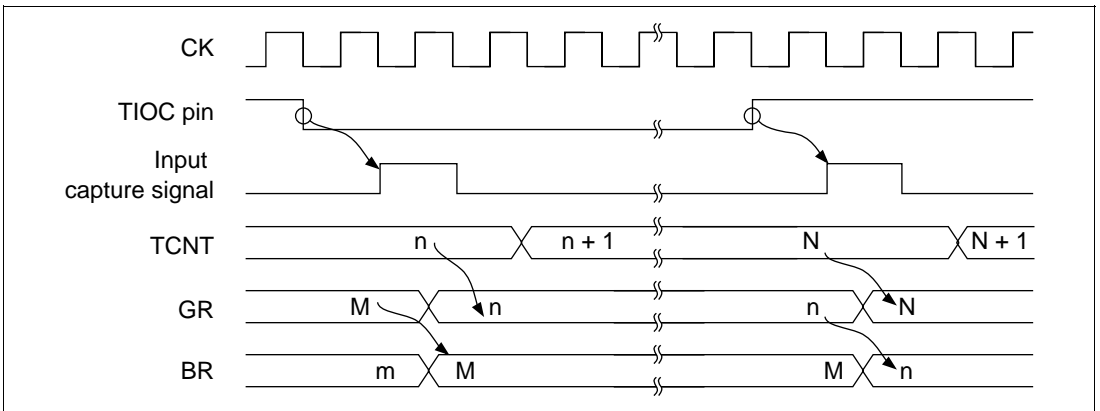 CK
TIOC pin
Input
capture signal
TCNT n n + 1 N N + 1
GR M n n N
BR m M M n